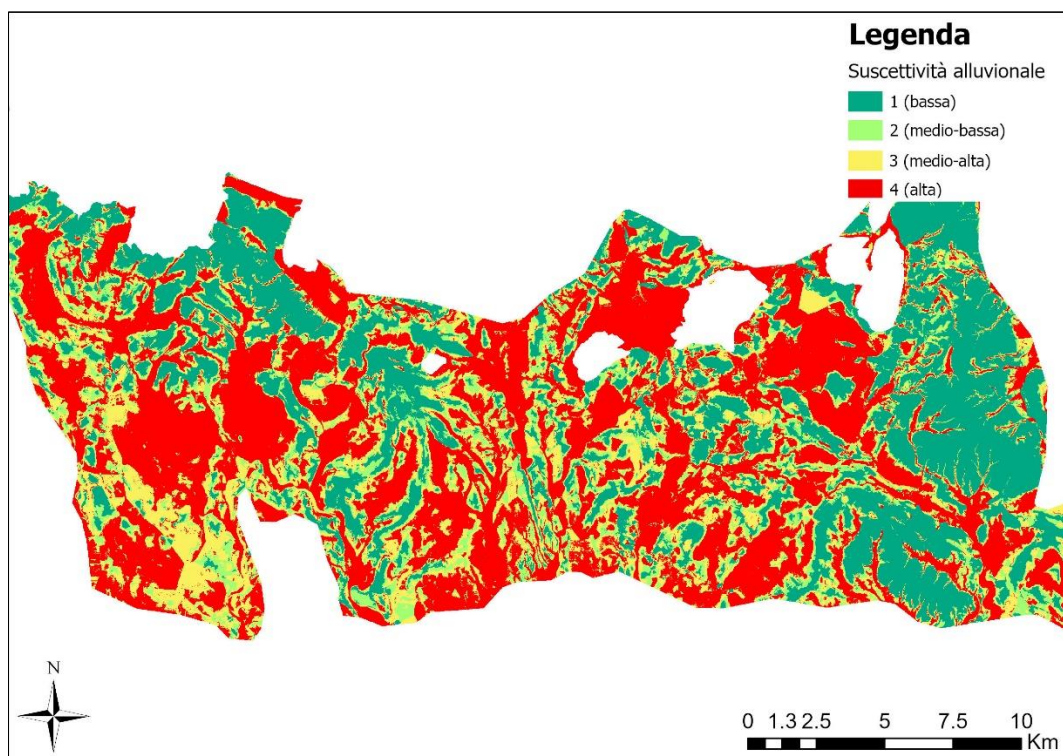 Legenda
Suscettività alluvionale
1 (bassa)
2 (medio-bassa)
3 (medio-alta)
4 (alta)
N
0 1.3 2.5 5 7.5 10
Km